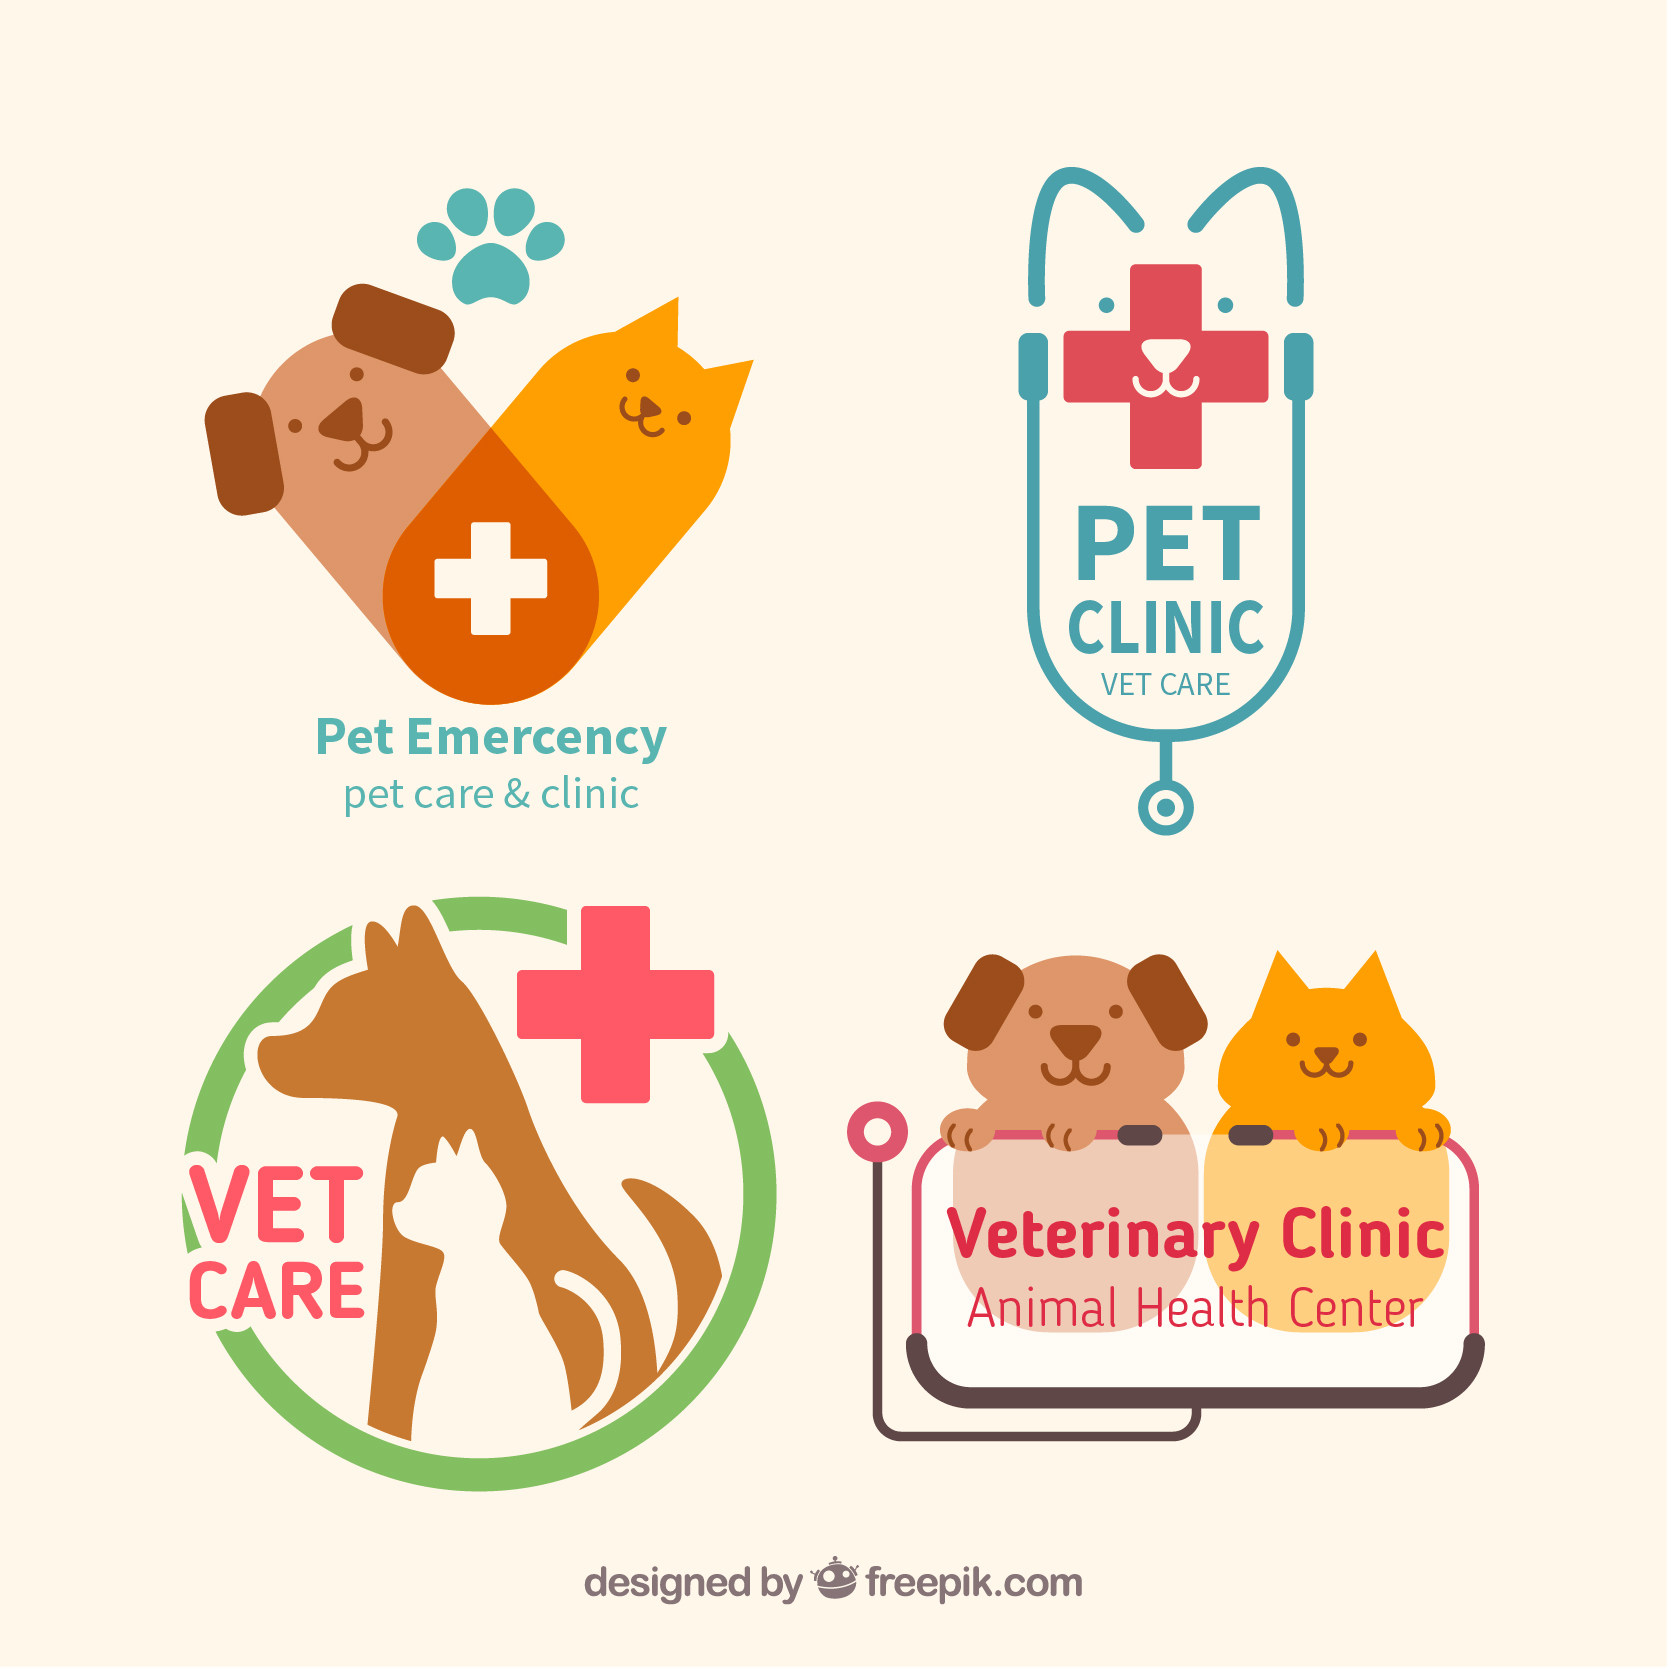 Pet Emercency
pet care & clinic
PET
CLINIC
VET CARE
VET
CARE
Veterinary Clinic
Animal Health Center
designed by freepik.com